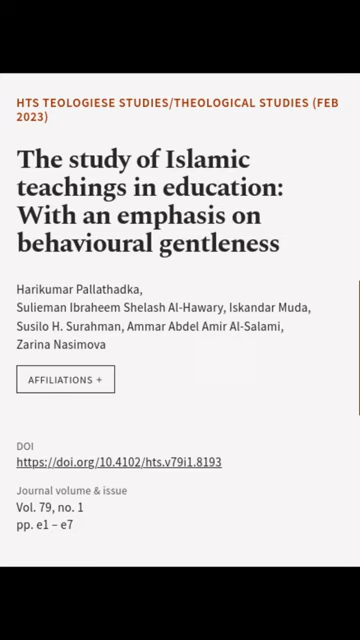 HTS TEOLOGIESE STUDIES/THEOLOGICAL STUDIES (FEB
2023)
The study of Islamic
teachings in education:
With an emphasis on
behavioural gentleness
Harikumar Pallathadka,
Sulieman Ibraheem Shelash Al-Hawary, Iskandar Muda,
Susilo H. Surahman, Ammar Abdel Amir Al-Salami,
Zarina Nasimova
AFFILIATIONS +
DOI
https://doi.org/10.4102/hts.v79i1.8193
Journal volume & issue
Vol. 79, no. 1
pp. e1 – e7